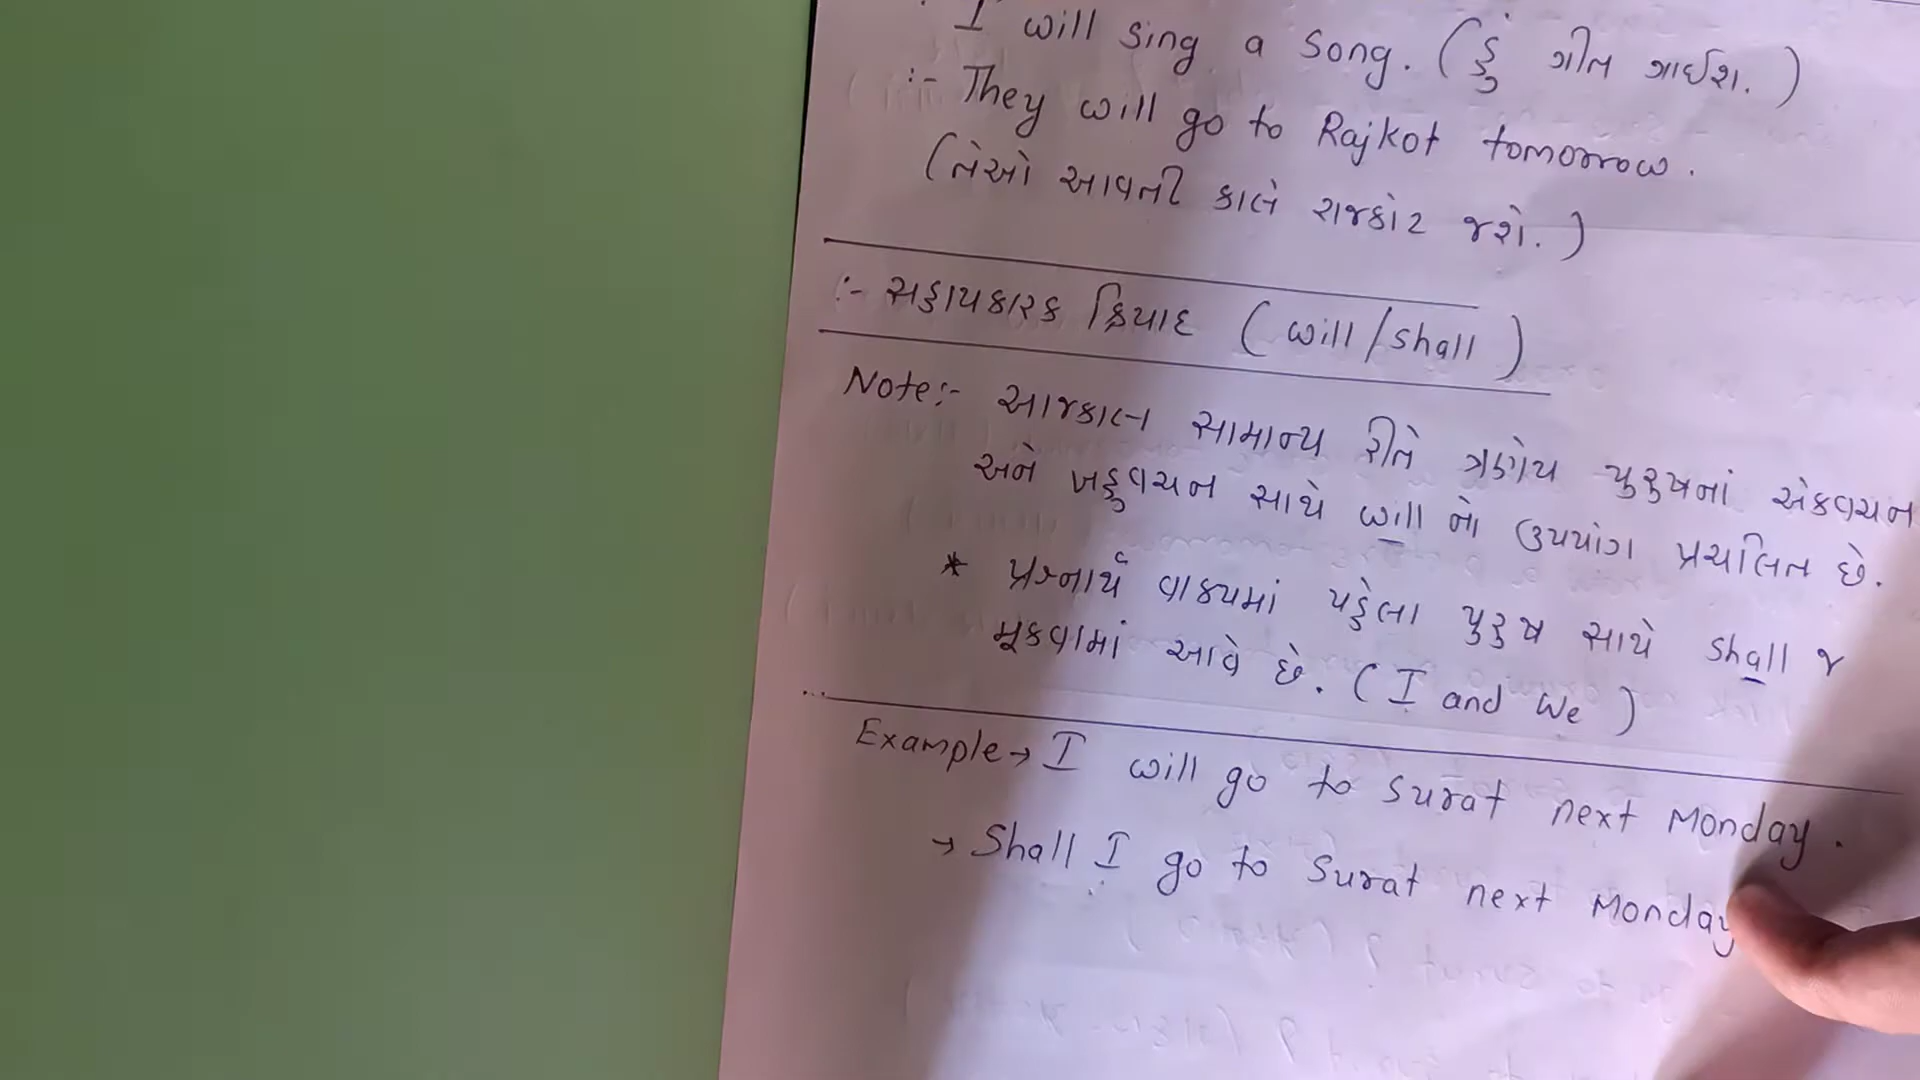 I will sing a song. (હું ગીત ગાઈશ.)
:- They will go to Rajkot tomorrow.
(તેઓ આવતી કાલે રાજકોટ જશે.)
:- સહાયકારક ક્રિયાપદ (will/shall)
Note:- આજકાલ સામાન્ય રીતે ત્રણેય પુરુષનાં એકવચન
અને બહુવચન સાથે will નો ઉપયોગ પ્રચલિત છે.
* પ્રશ્નાર્થ વાક્યમાં પહેલા પુરુષ સાથે shall જ
મૂકવામાં આવે છે. (I and We)
Example→ I will go to Surat next Monday.
→ Shall I go to Surat next Monday